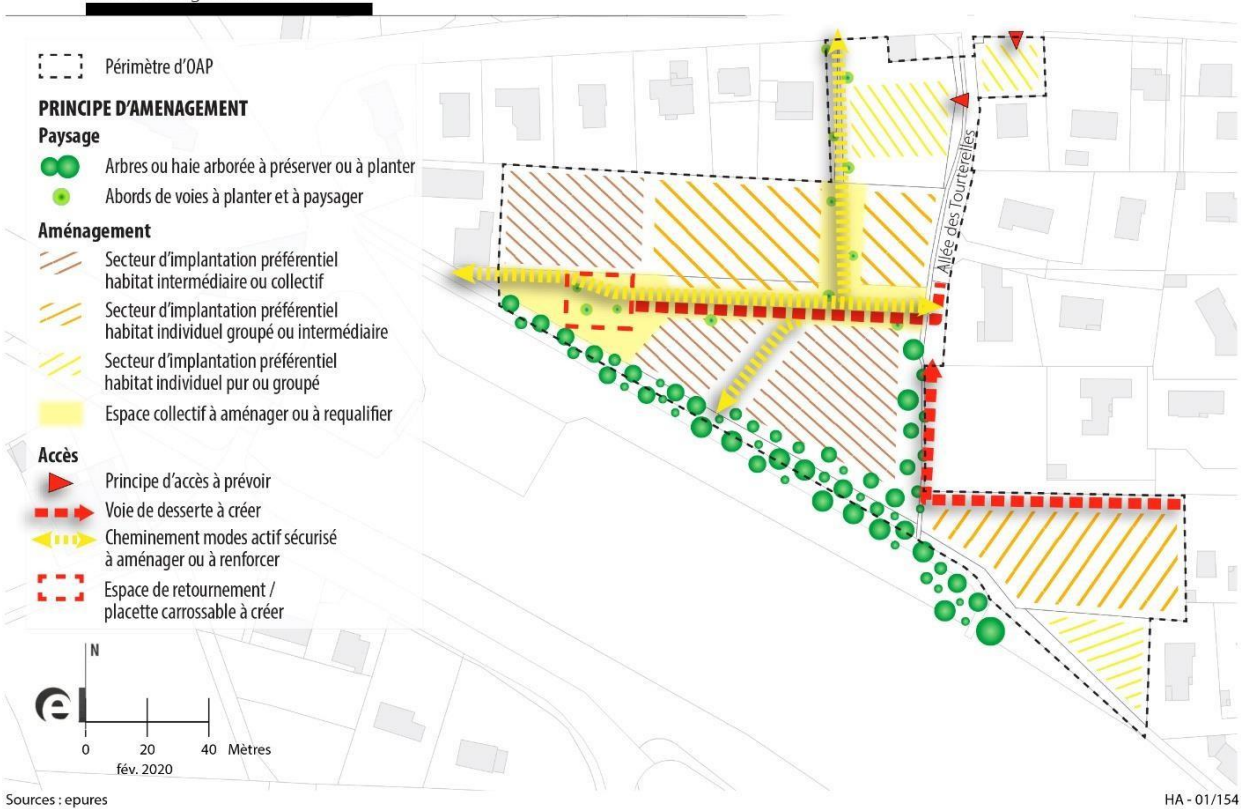 Périmètre d'OAP
PRINCIPE D'AMENAGEMENT
Paysage
Arbres ou haie arborée à préserver ou à planter
Abords de voies à planter et à paysager
Aménagement
Secteur d'implantation préférentiel
habitat intermédiaire ou collectif
Secteur d'implantation préférentiel
habitat individuel groupé ou intermédiaire
Secteur d'implantation préférentiel
habitat individuel pur ou groupé
Espace collectif à aménager ou à requalifier
Accès
Principe d'accès à prévoir
Voie de desserte à créer
Cheminement modes actif sécurisé
à aménager ou à renforcer
Espace de retournement /
placette carrossable à créer
Allée des Tourterelles
N
0 20 40 Mètres
fév. 2020
Sources : epures
HA - 01/154